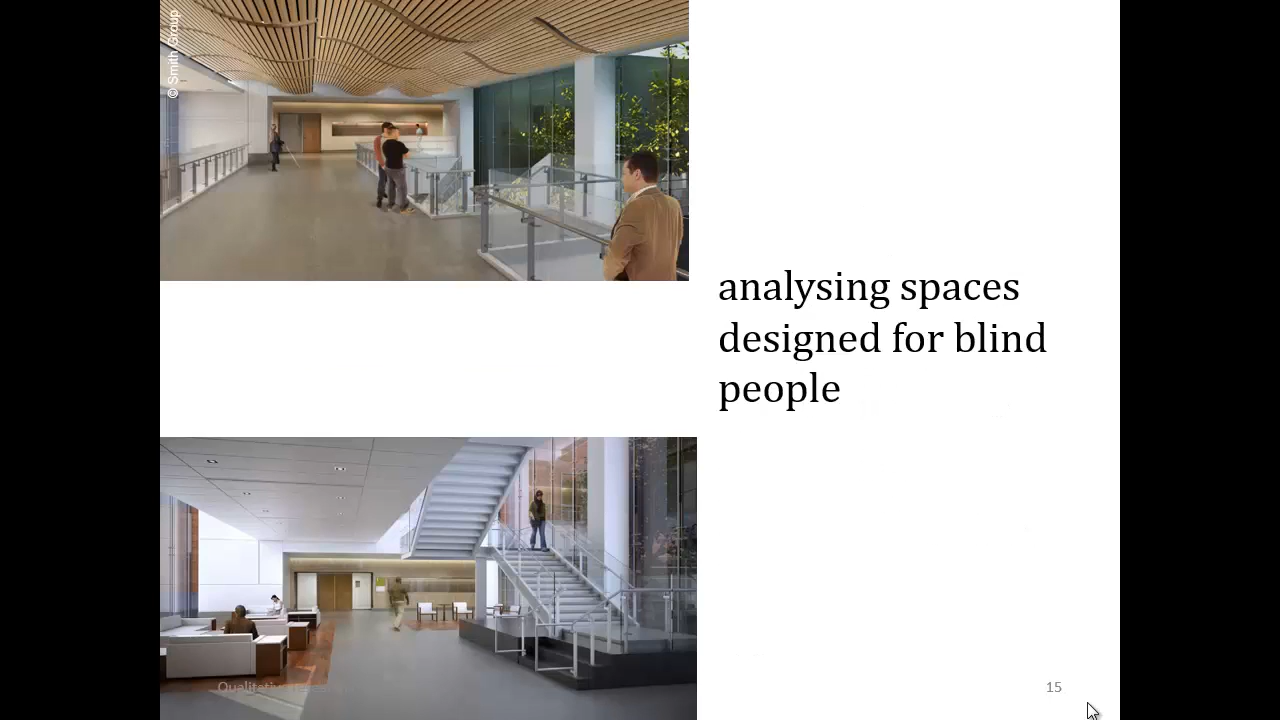 © Smith Group
analysing spaces
designed for blind
people
15